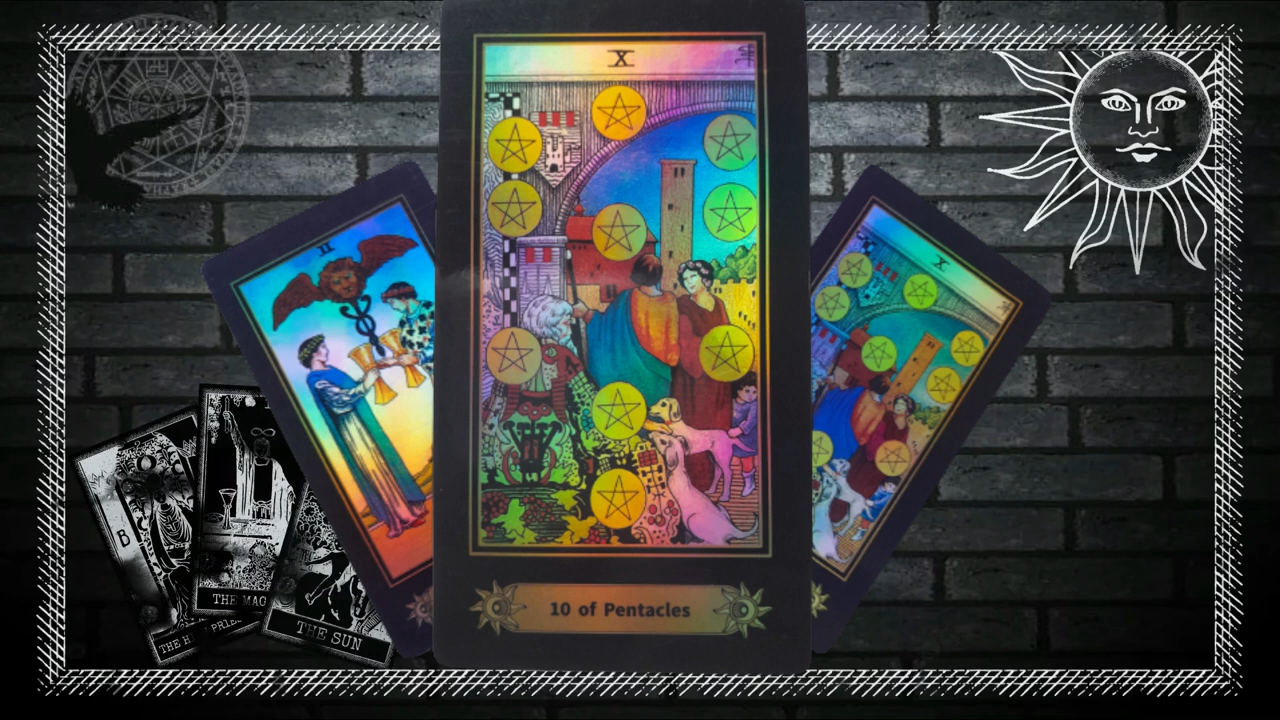 X
10 of Pentacles
II
X
B
THE MAG
THE SUN